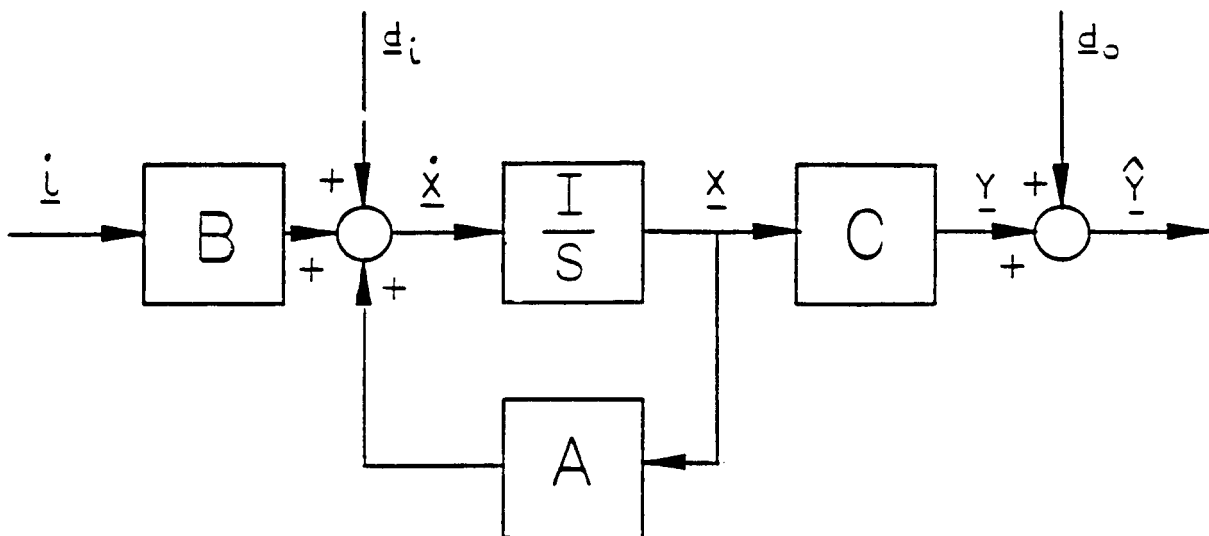 d_i
d_o
i
+
ẋ
I
S
x
Y
+
Ŷ
B
+
+
C
+
A